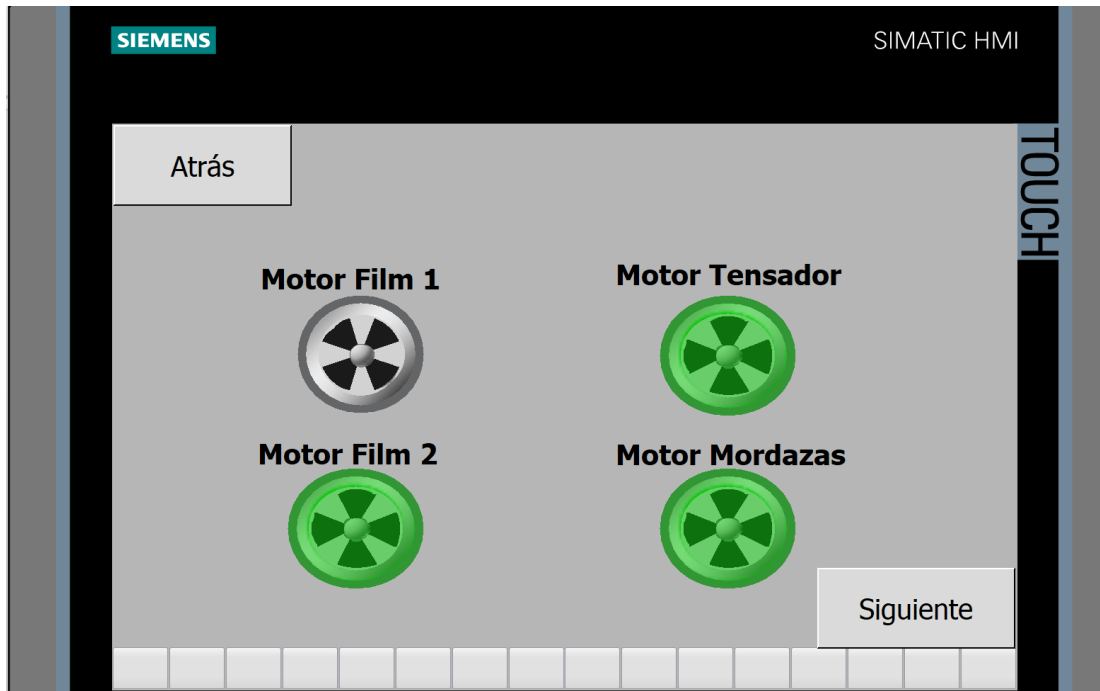 SIEMENS
SIMATIC HMI
TOUCH
Atrás
Motor Film 1
Motor Tensador
Motor Film 2
Motor Mordazas
Siguiente